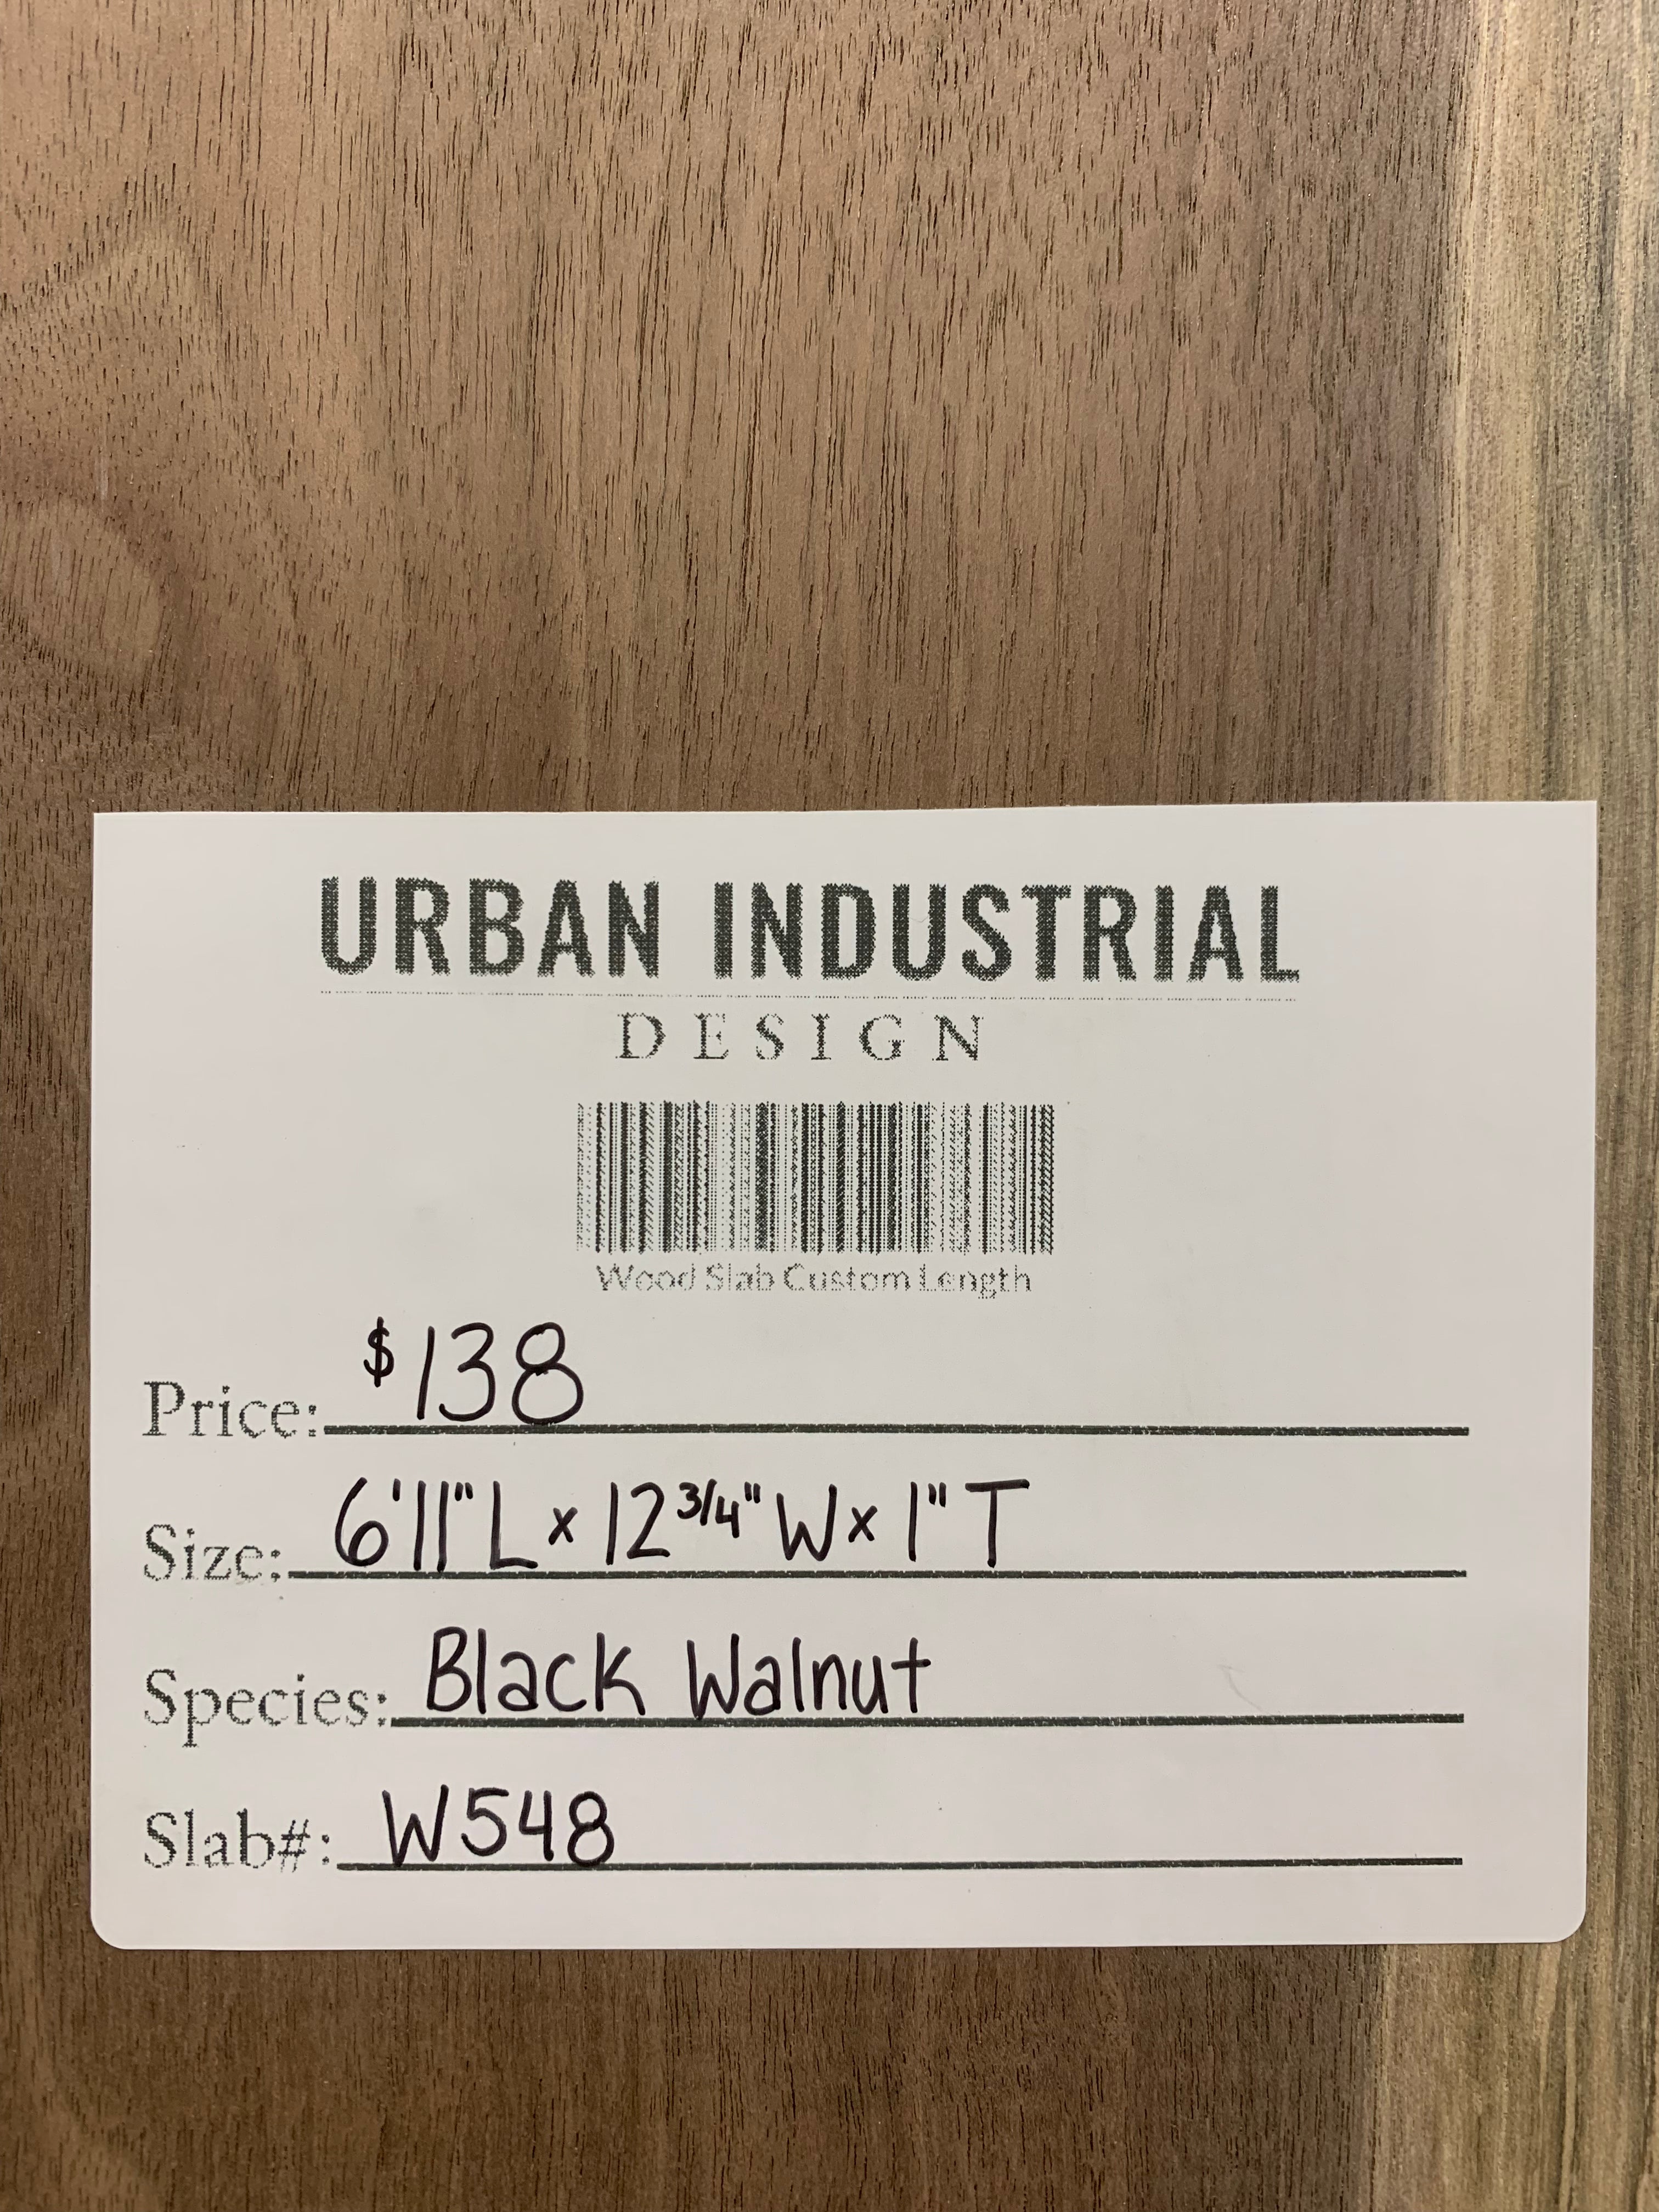 URBAN INDUSTRIAL
DESIGN
Wood Slab Custom Length
Price: $138
Size: 6'11"L x 12 3/4" W x 1" T
Species: Black Walnut
Slab#: W548